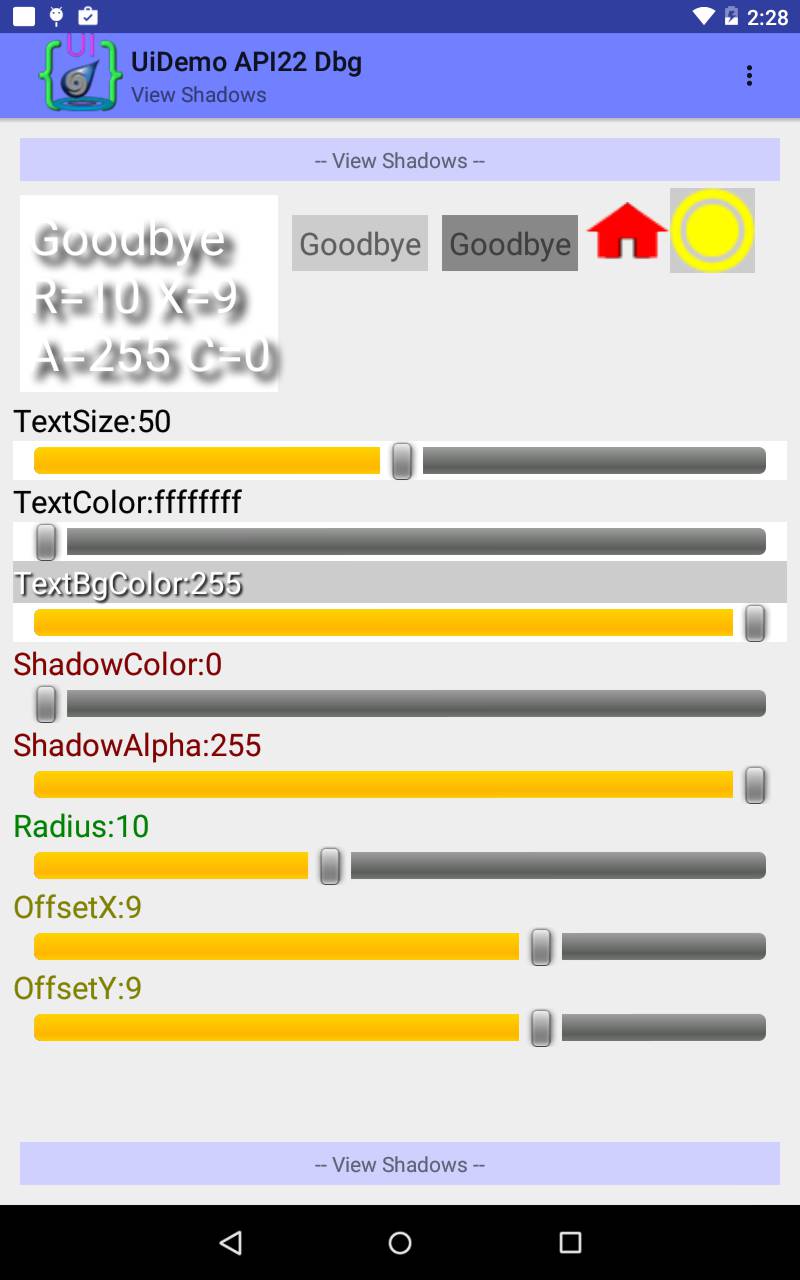 2:28
UI
UiDemo API22 Dbg
View Shadows
-- View Shadows --
Goodbye
R=10 X=9
A=255 C=0
Goodbye
Goodbye
TextSize:50
TextColor:ffffffff
TextBgColor:255
ShadowColor:0
ShadowAlpha:255
Radius:10
OffsetX:9
OffsetY:9
-- View Shadows --